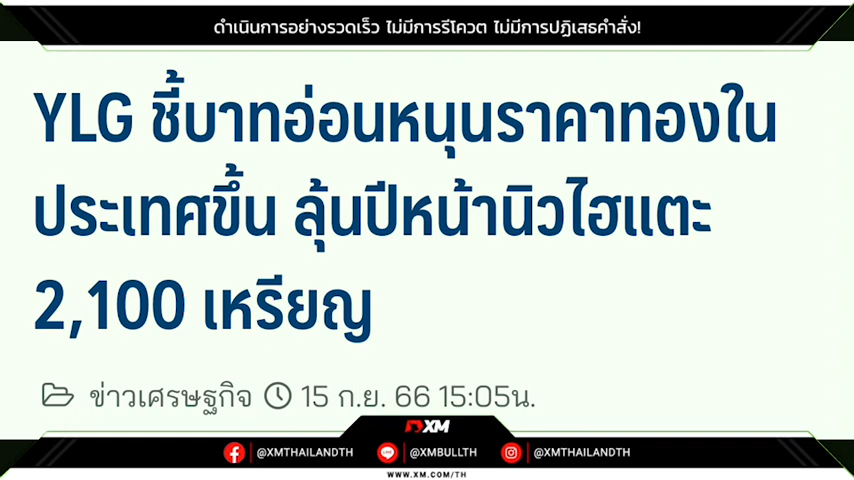 ดำเนินการอย่างรวดเร็ว ไม่มีการรีโควต ไม่มีการปฏิเสธคำสั่ง!
YLG ชี้บาทอ่อนหนุนราคาทองใน
ประเทศขึ้น ลุ้นปีหน้านิวไฮแตะ
2,100 เหรียญ
ข่าวเศรษฐกิจ 15 ก.ย. 66 15:05น.
XM
@XMTHAILANDTH @XMBULLTH @XMTHAILANDTH
WWW.XM.COM/TH